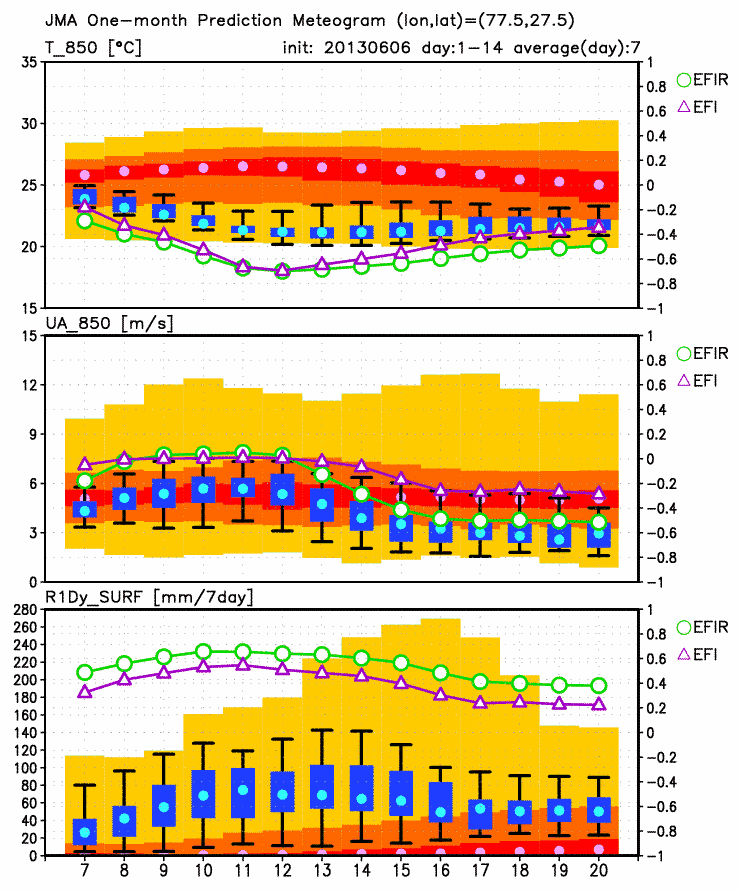 JMA One-month Prediction Meteogram (lon,lat)=(77.5,27.5)
T_850 [°C] init: 20130606 day:1-14 average(day):7
35 30 25 20 15
1 0.8 0.6 0.4 0.2 0 -0.2 -0.4 -0.6 -0.8 -1
EFIR
EFI
UA_850 [m/s]
15 12 9 6 3 0
1 0.8 0.6 0.4 0.2 0 -0.2 -0.4 -0.6 -0.8 -1
EFIR
EFI
R1Dy_SURF [mm/7day]
280 260 240 220 200 180 160 140 120 100 80 60 40 20 0
1 0.8 0.6 0.4 0.2 0 -0.2 -0.4 -0.6 -0.8 -1
EFIR
EFI
7 8 9 10 11 12 13 14 15 16 17 18 19 20